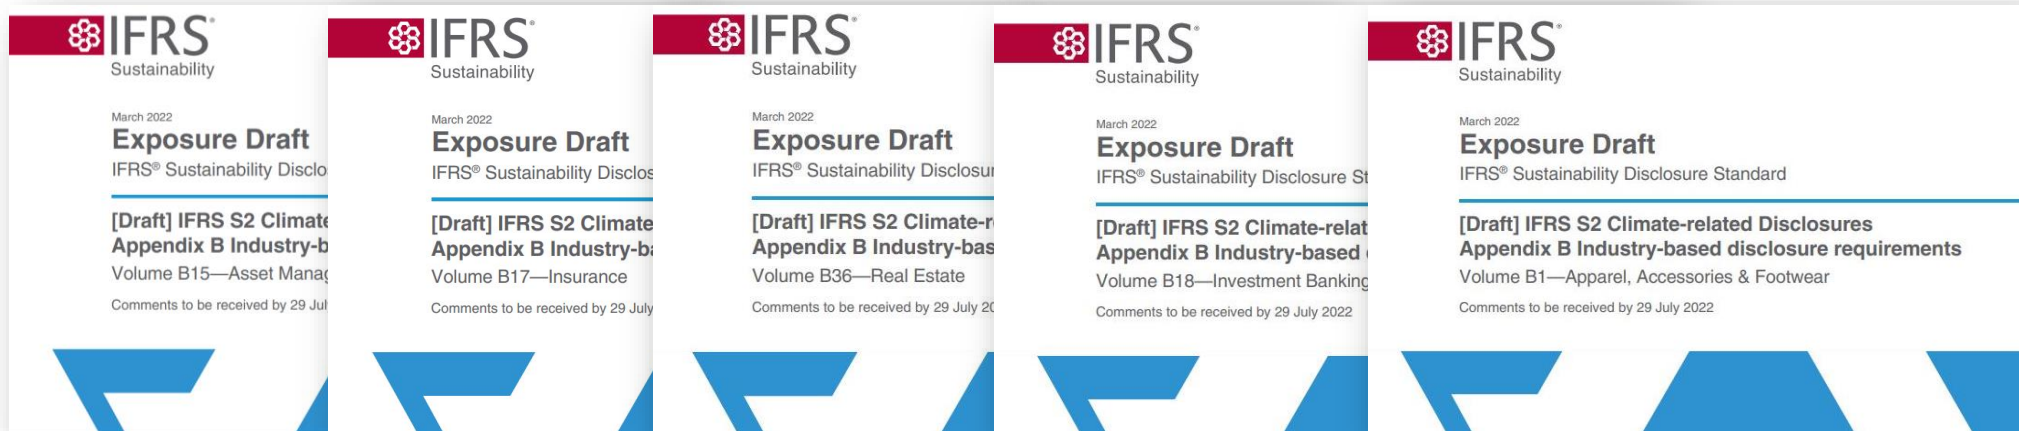 IFRS®
Sustainability
March 2022
Exposure Draft
IFRS® Sustainability Disclo
[Draft] IFRS S2 Climate
Appendix B Industry-b
Volume B15—Asset Manag
Comments to be received by 29 Jul
IFRS®
Sustainability
March 2022
Exposure Draft
IFRS® Sustainability Disclos
[Draft] IFRS S2 Climate
Appendix B Industry-ba
Volume B17—Insurance
Comments to be received by 29 July
IFRS®
Sustainability
March 2022
Exposure Draft
IFRS® Sustainability Disclosur
[Draft] IFRS S2 Climate-r
Appendix B Industry-bas
Volume B36—Real Estate
Comments to be received by 29 July 20
IFRS®
Sustainability
March 2022
Exposure Draft
IFRS® Sustainability Disclosure St
[Draft] IFRS S2 Climate-relat
Appendix B Industry-based
Volume B18—Investment Banking
Comments to be received by 29 July 2022
IFRS®
Sustainability
March 2022
Exposure Draft
IFRS® Sustainability Disclosure Standard
[Draft] IFRS S2 Climate-related Disclosures
Appendix B Industry-based disclosure requirements
Volume B1—Apparel, Accessories & Footwear
Comments to be received by 29 July 2022